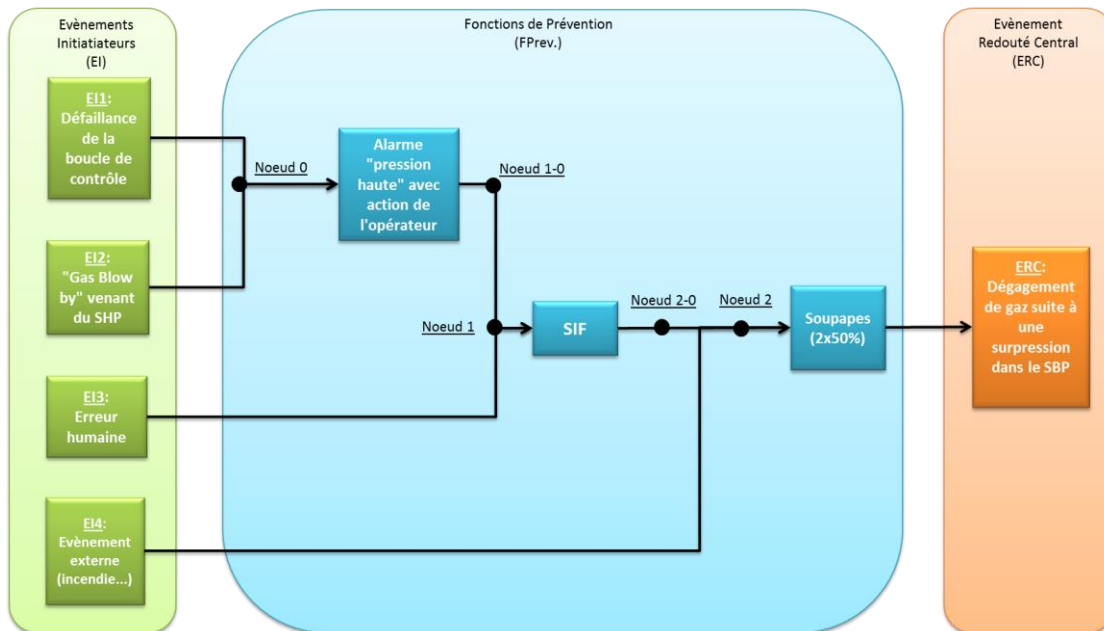 Evènements
Initiatiateurs
(EI)
EI1:
Défaillance
de la
boucle de
contrôle
EI2:
"Gas Blow
by" venant
du SHP
EI3:
Erreur
humaine
EI4:
Evènement
externe
(incendie...)
Fonctions de Prévention
(FPrev.)
Noeud 0
Alarme
"pression
haute" avec
action de
l'opérateur
Noeud 1-0
Noeud 1
SIF
Noeud 2-0
Noeud 2
Soupapes
(2x50%)
Evènement
Redouté Central
(ERC)
ERC:
Dégagement
de gaz suite à
une
surpression
dans le SBP